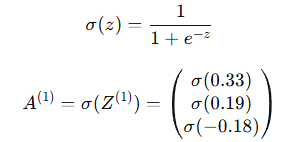 σ(z) = 1 / (1 + e^{-z})
A^{(1)} = σ(Z^{(1)}) = ( σ(0.33)
σ(0.19)
σ(−0.18) )